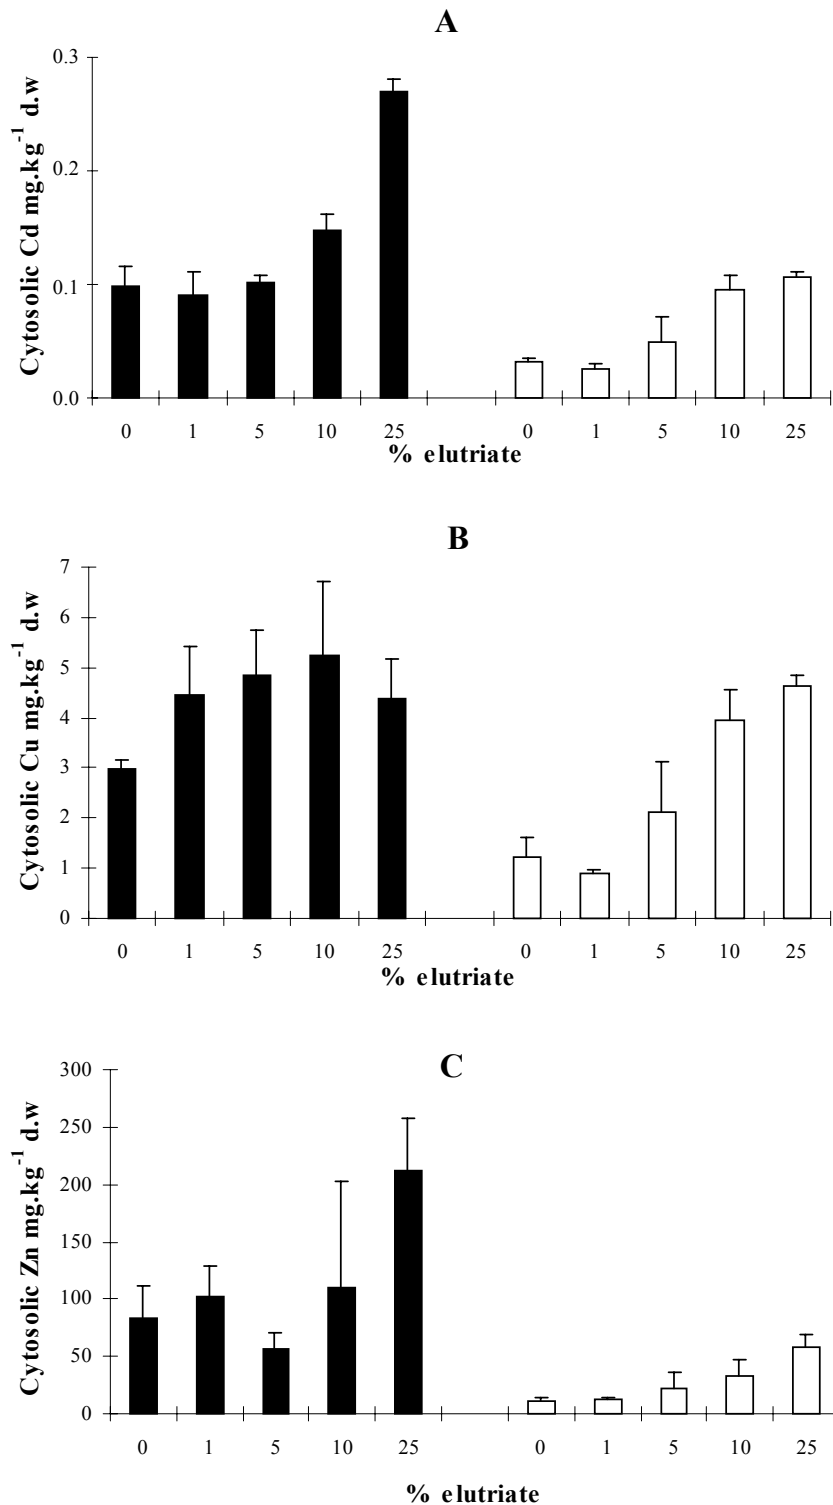 A
Cytosolic Cd mg.kg⁻¹ d.w
0.3
0.2
0.1
0.0
0 1 5 10 25 0 1 5 10 25
% elutriate
B
Cytosolic Cu mg.kg⁻¹ d.w
7
6
5
4
3
2
1
0
0 1 5 10 25 0 1 5 10 25
% elutriate
C
Cytosolic Zn mg.kg⁻¹ d.w
300
250
200
150
100
50
0
0 1 5 10 25 0 1 5 10 25
% elutriate